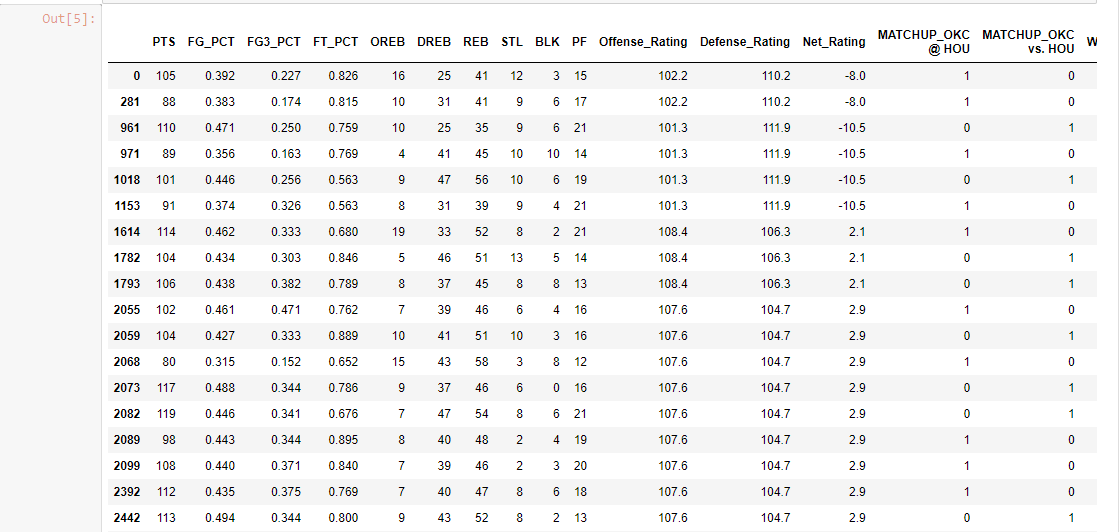 Out[5]:
PTS FG_PCT FG3_PCT FT_PCT OREB DREB REB STL BLK PF Offense_Rating Defense_Rating Net_Rating MATCHUP_OKC @ HOU MATCHUP_OKC vs. HOU W
0 105 0.392 0.227 0.826 16 25 41 12 3 15 102.2 110.2 -8.0 1 0
281 88 0.383 0.174 0.815 10 31 41 9 6 17 102.2 110.2 -8.0 1 0
961 110 0.471 0.250 0.759 10 25 35 9 6 21 101.3 111.9 -10.5 0 1
971 89 0.356 0.163 0.769 4 41 45 10 10 14 101.3 111.9 -10.5 1 0
1018 101 0.446 0.256 0.563 9 47 56 10 6 19 101.3 111.9 -10.5 0 1
1153 91 0.374 0.326 0.563 8 31 39 9 4 21 101.3 111.9 -10.5 1 0
1614 114 0.462 0.333 0.680 19 33 52 8 2 21 108.4 106.3 2.1 1 0
1782 104 0.434 0.303 0.846 5 46 51 13 5 14 108.4 106.3 2.1 0 1
1793 106 0.438 0.382 0.789 8 37 45 8 8 13 108.4 106.3 2.1 0 1
2055 102 0.461 0.471 0.762 7 39 46 6 4 16 107.6 104.7 2.9 1 0
2059 104 0.427 0.333 0.889 10 41 51 10 3 16 107.6 104.7 2.9 0 1
2068 80 0.315 0.152 0.652 15 43 58 3 8 12 107.6 104.7 2.9 1 0
2073 117 0.488 0.344 0.786 9 37 46 6 0 16 107.6 104.7 2.9 0 1
2082 119 0.446 0.341 0.676 7 47 54 8 6 21 107.6 104.7 2.9 0 1
2089 98 0.443 0.344 0.895 8 40 48 2 4 19 107.6 104.7 2.9 1 0
2099 108 0.440 0.371 0.840 7 39 46 2 3 20 107.6 104.7 2.9 1 0
2392 112 0.435 0.375 0.769 7 40 47 8 6 18 107.6 104.7 2.9 1 0
2442 113 0.494 0.344 0.800 9 43 52 8 2 13 107.6 104.7 2.9 0 1